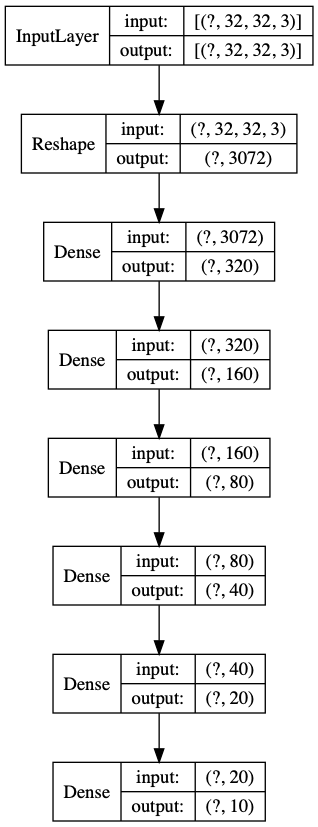 InputLayer
input: [(?, 32, 32, 3)]
output: [(?, 32, 32, 3)]
Reshape
input: (?, 32, 32, 3)
output: (?, 3072)
Dense
input: (?, 3072)
output: (?, 320)
Dense
input: (?, 320)
output: (?, 160)
Dense
input: (?, 160)
output: (?, 80)
Dense
input: (?, 80)
output: (?, 40)
Dense
input: (?, 40)
output: (?, 20)
Dense
input: (?, 20)
output: (?, 10)